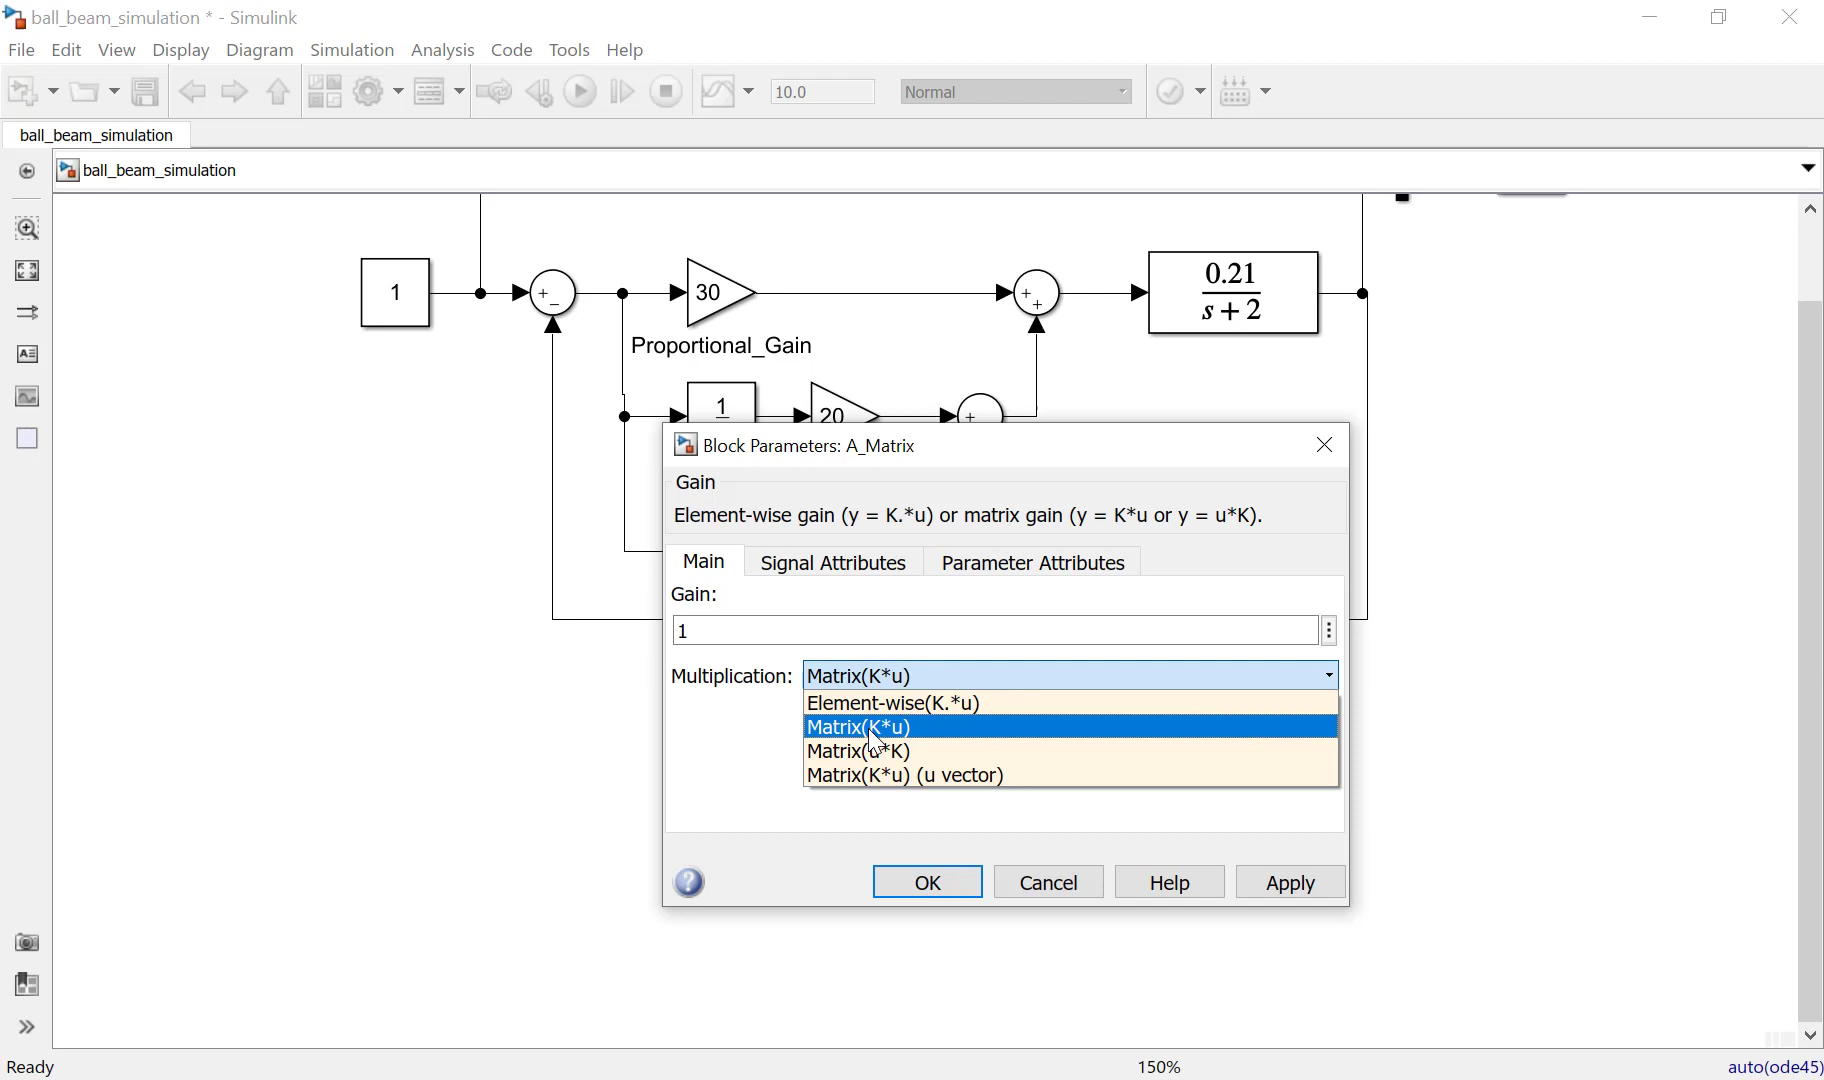 ball_beam_simulation * - Simulink
File Edit View Display Diagram Simulation Analysis Code Tools Help
10.0 Normal
ball_beam_simulation
ball_beam_simulation
1 + − 30 + + 0.21
s + 2
Proportional_Gain
1 20 +
Block Parameters: A_Matrix
Gain
Element-wise gain (y = K.*u) or matrix gain (y = K*u or y = u*K).
Main Signal Attributes Parameter Attributes
Gain:
1
Multiplication: Matrix(K*u)
Element-wise(K.*u)
Matrix(K*u)
Matrix(u*K)
Matrix(K*u) (u vector)
OK Cancel Help Apply
Ready 150% auto(ode45)